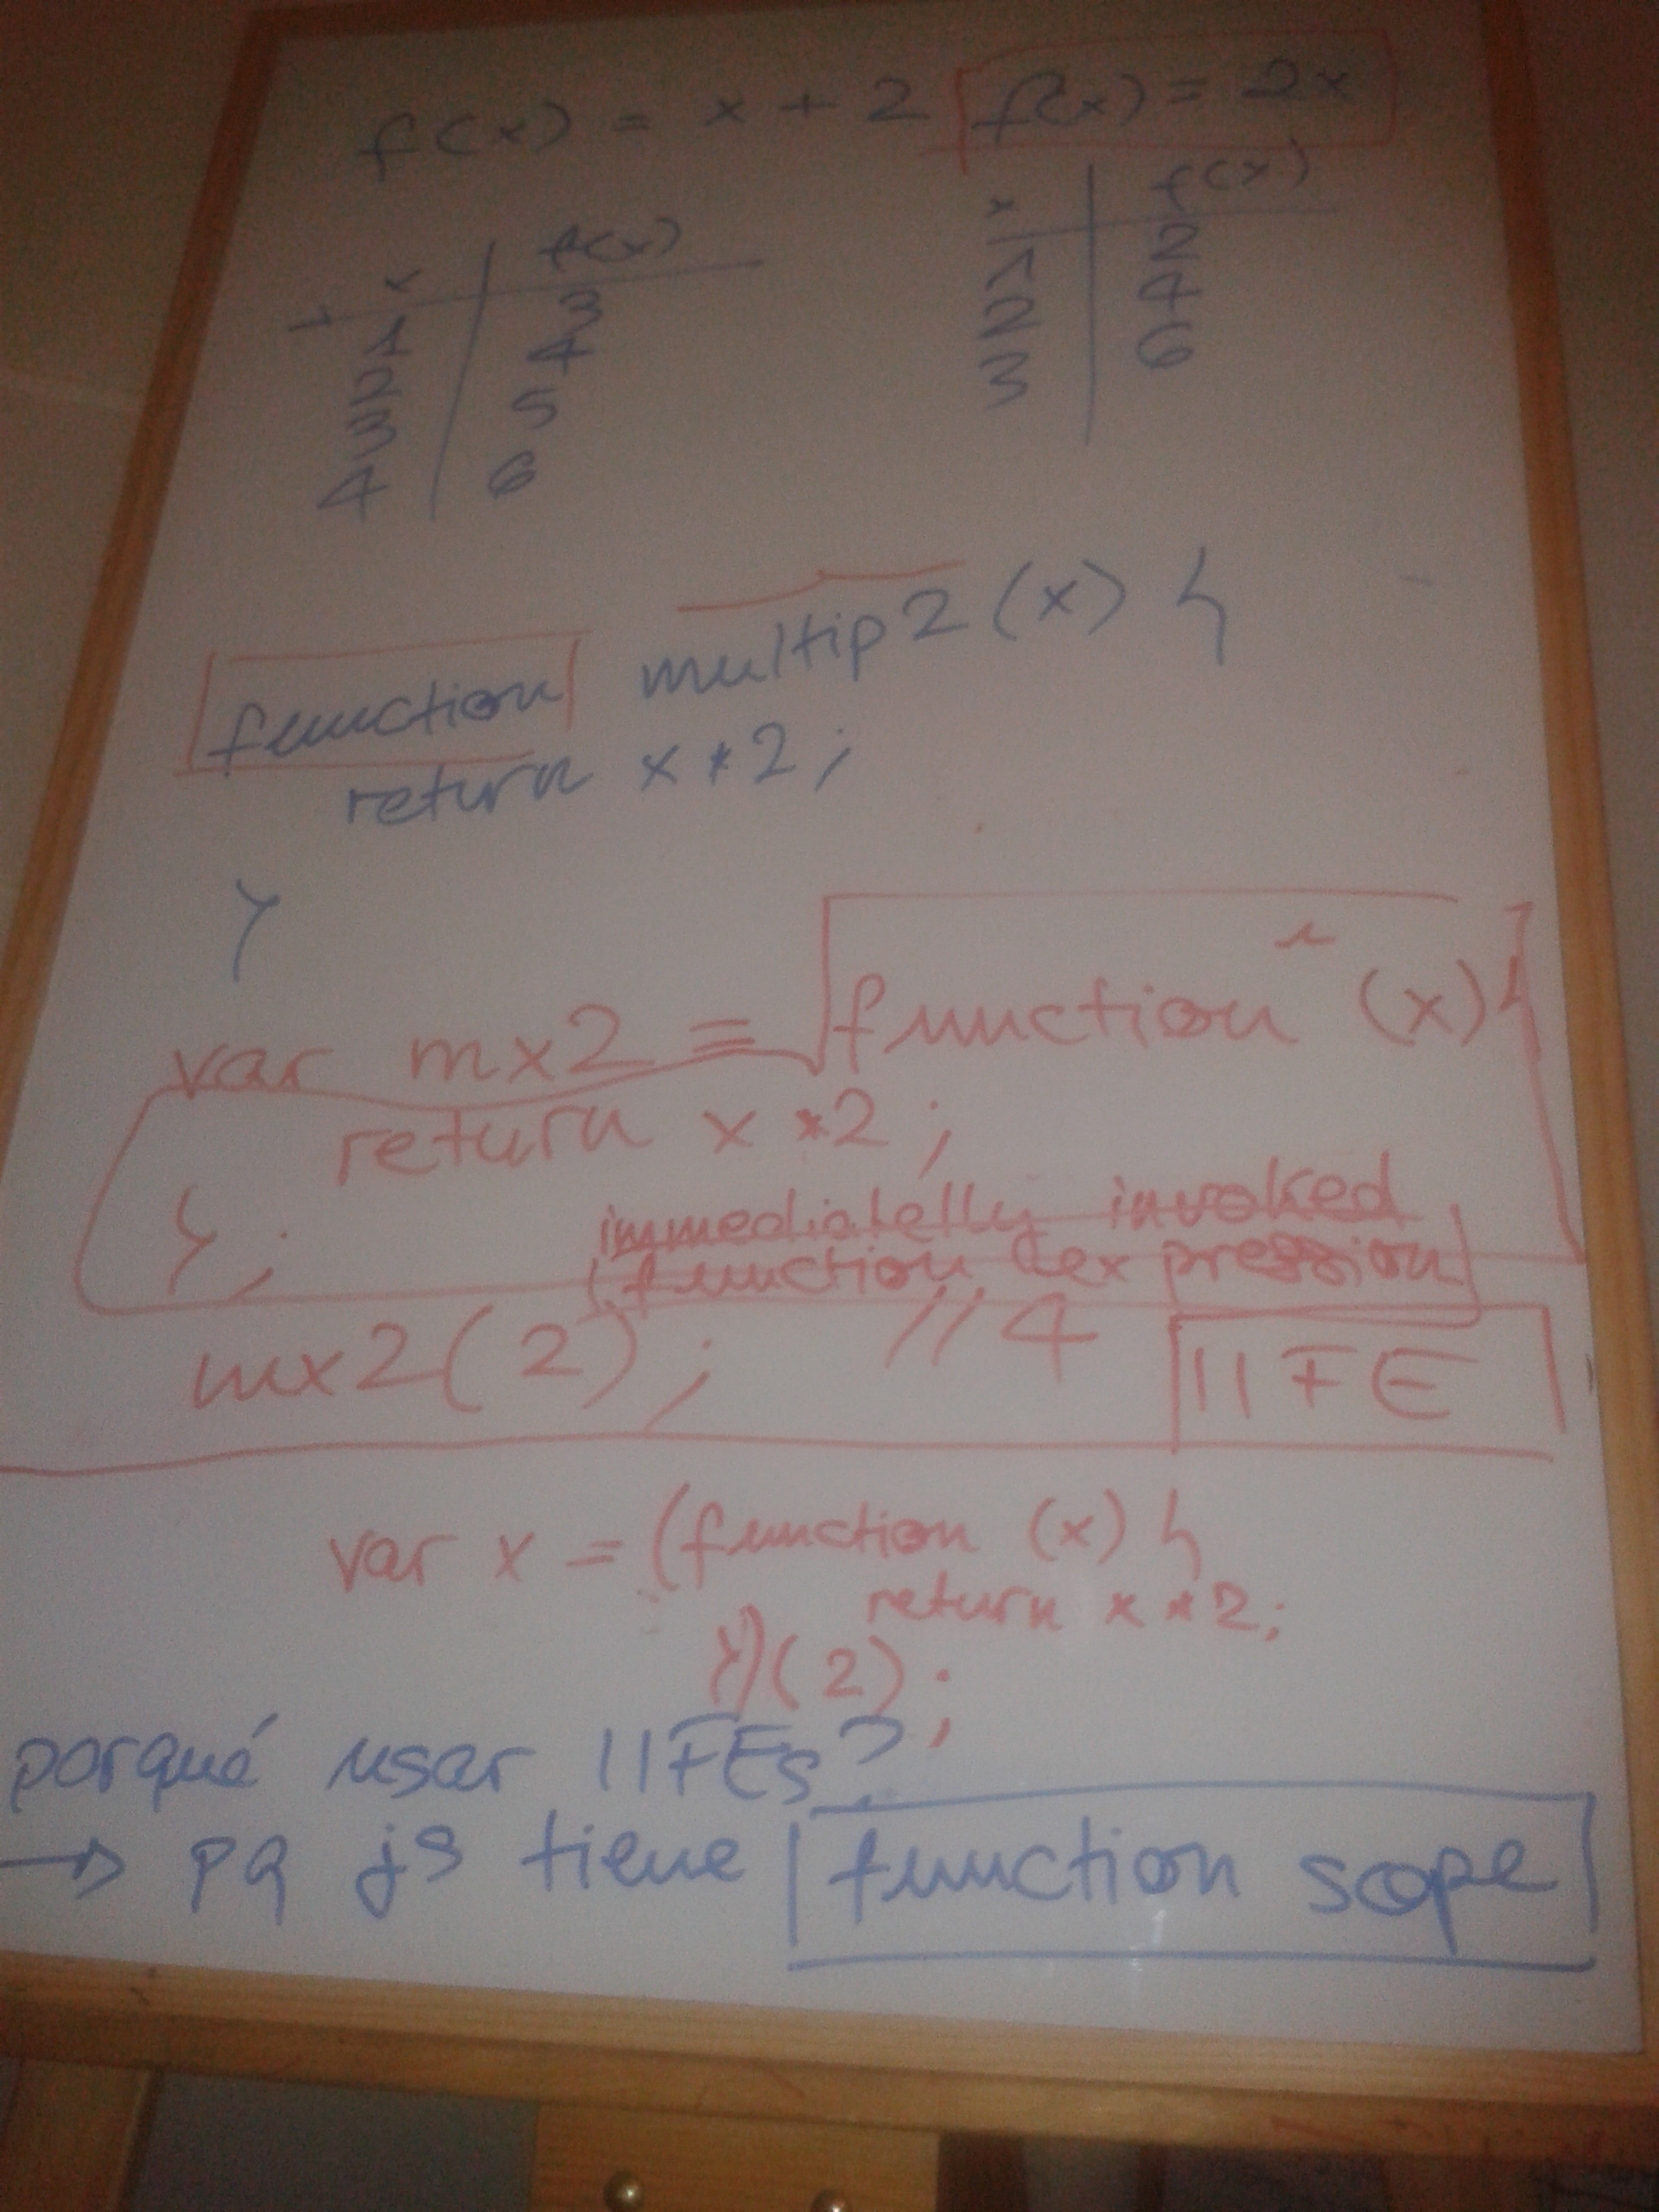 f(x) = x + 2 f(x) = 2x
x f(x)
1 3
2 4
3 5
4 6
x f(x)
1 2
2 4
3 6
function multip2 (x) {
return x * 2 ;
}
var mx2 = function (x) {
return x * 2 ;
} ;
immediatelly invoked
function expression
mx2 ( 2 ) ; // 4 IIFE
var x = (function (x) {
return x * 2 ;
})( 2 ) ;
porqué usar IIFEs ?
→ pq js tiene function scope